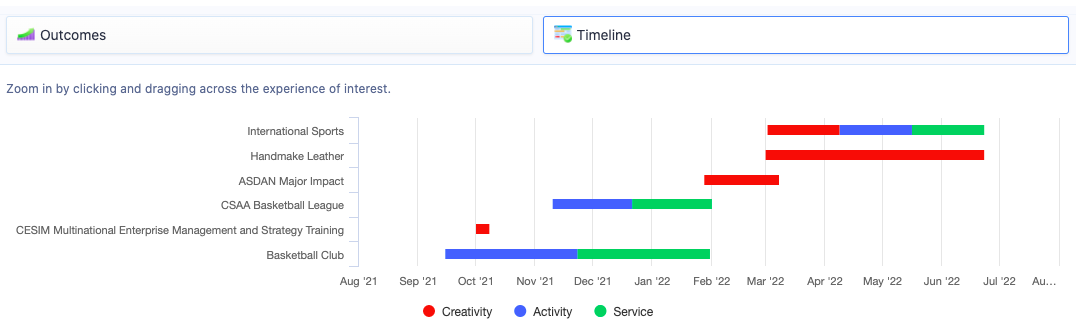 Outcomes
Timeline
Zoom in by clicking and dragging across the experience of interest.
International Sports
Handmake Leather
ASDAN Major Impact
CSAA Basketball League
CESIM Multinational Enterprise Management and Strategy Training
Basketball Club
Aug '21 Sep '21 Oct '21 Nov '21 Dec '21 Jan '22 Feb '22 Mar '22 Apr '22 May '22 Jun '22 Jul '22 Au…
Creativity Activity Service